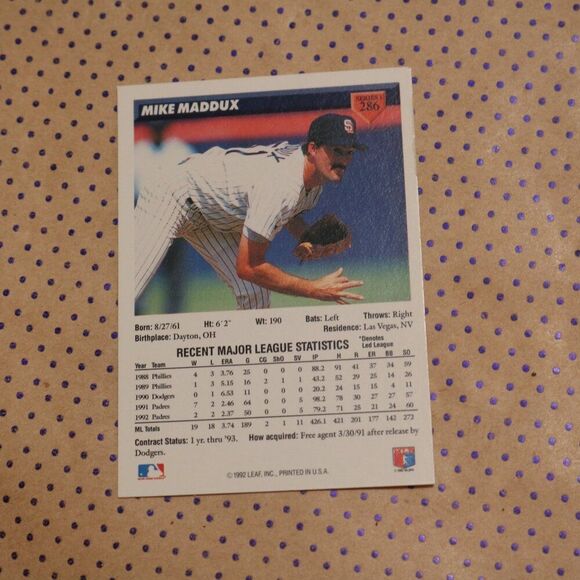 MIKE MADDUX
SERIES 1
286
Born: 8/27/61 Ht: 6'2" Wt: 190 Bats: Left Throws: Right
Birthplace: Dayton, OH Residence: Las Vegas, NV
RECENT MAJOR LEAGUE STATISTICS *Denotes Led League
Year Team W L ERA G CG ShO SV IP H R ER BB SO
1988 Phillies 4 3 3.76 25 0 0 0 88.2 91 41 37 34 59
1989 Phillies 1 3 5.15 16 2 1 1 43.2 52 29 25 14 26
1990 Dodgers 0 1 6.53 11 0 0 0 20.2 24 15 15 4 11
1991 Padres 7 2 2.46 64 1 0 5 98.2 78 30 27 27 57
1992 Padres 2 2 2.37 50 0 0 5 79.2 71 25 21 24 60
ML Totals 19 18 3.74 189 2 1 11 426.1 421 201 177 142 272
Contract Status: 1 yr. thru '93. How acquired: Free agent 3/30/91 after release by
Dodgers.
©1992 LEAF, INC., PRINTED IN U.S.A.